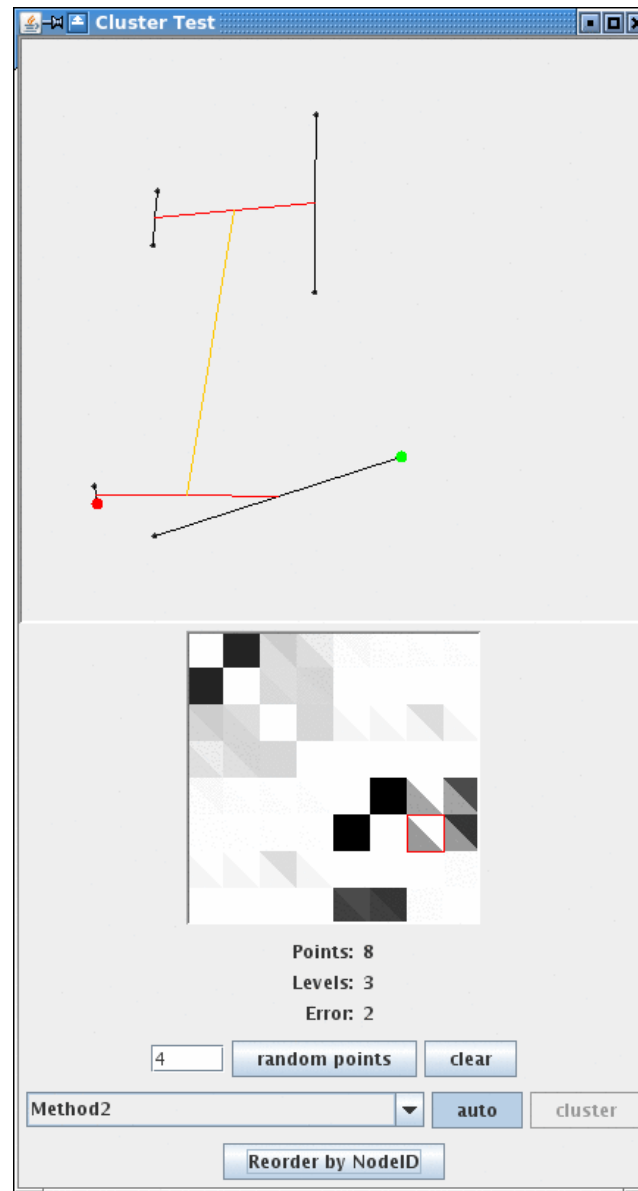 Cluster Test
Points: 8
Levels: 3
Error: 2
4 random points clear
Method2 auto cluster
Reorder by NodeID